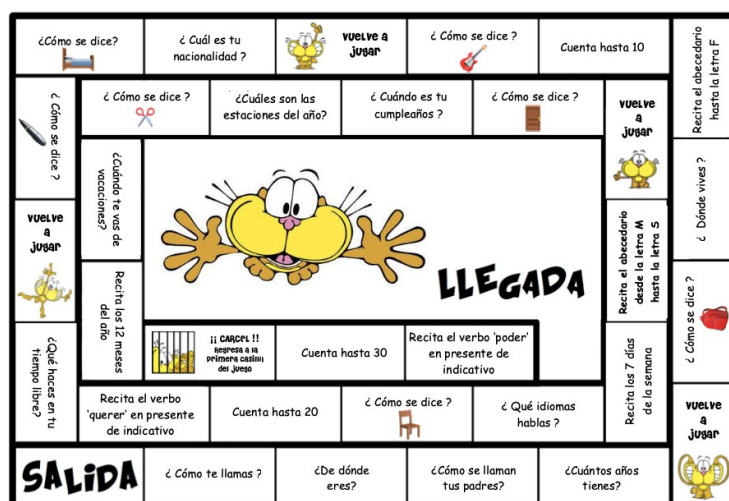 ¿Cómo se dice?
¿ Cuál es tu
nacionalidad ?
vuelve a
jugar
¿ Cómo se dice ?
Cuenta hasta 10
Recita el abecedario
hasta la letra F
¿ Cómo se dice ?
¿ Cómo se dice ?
¿Cuáles son las
estaciones del año?
¿ Cuándo es tu
cumpleaños ?
¿ Cómo se dice ?
vuelve
a
jugar
¿Cuándo te vas de
vacaciones?
¿ Dónde vives ?
vuelve
a
jugar
Recita el abecedario
desde la letra M
hasta la letra S
LLEGADA
Recita los 12 meses
del año
¿ Cómo se dice ?
¡¡ CARCEL !!
Regresa a la
primera casilla
del juego
Cuenta hasta 30
Recita el verbo 'poder'
en presente de
indicativo
¿Qué haces en tu
tiempo libre?
Recita los 7 días
de la semana
Recita el verbo
'querer' en presente
de indicativo
Cuenta hasta 20
¿ Cómo se dice ?
¿ Qué idiomas
hablas ?
vuelve
a
jugar
SALIDA
¿ Cómo te llamas ?
¿De dónde
eres?
¿Cómo se llaman
tus padres?
¿Cuántos años
tienes?